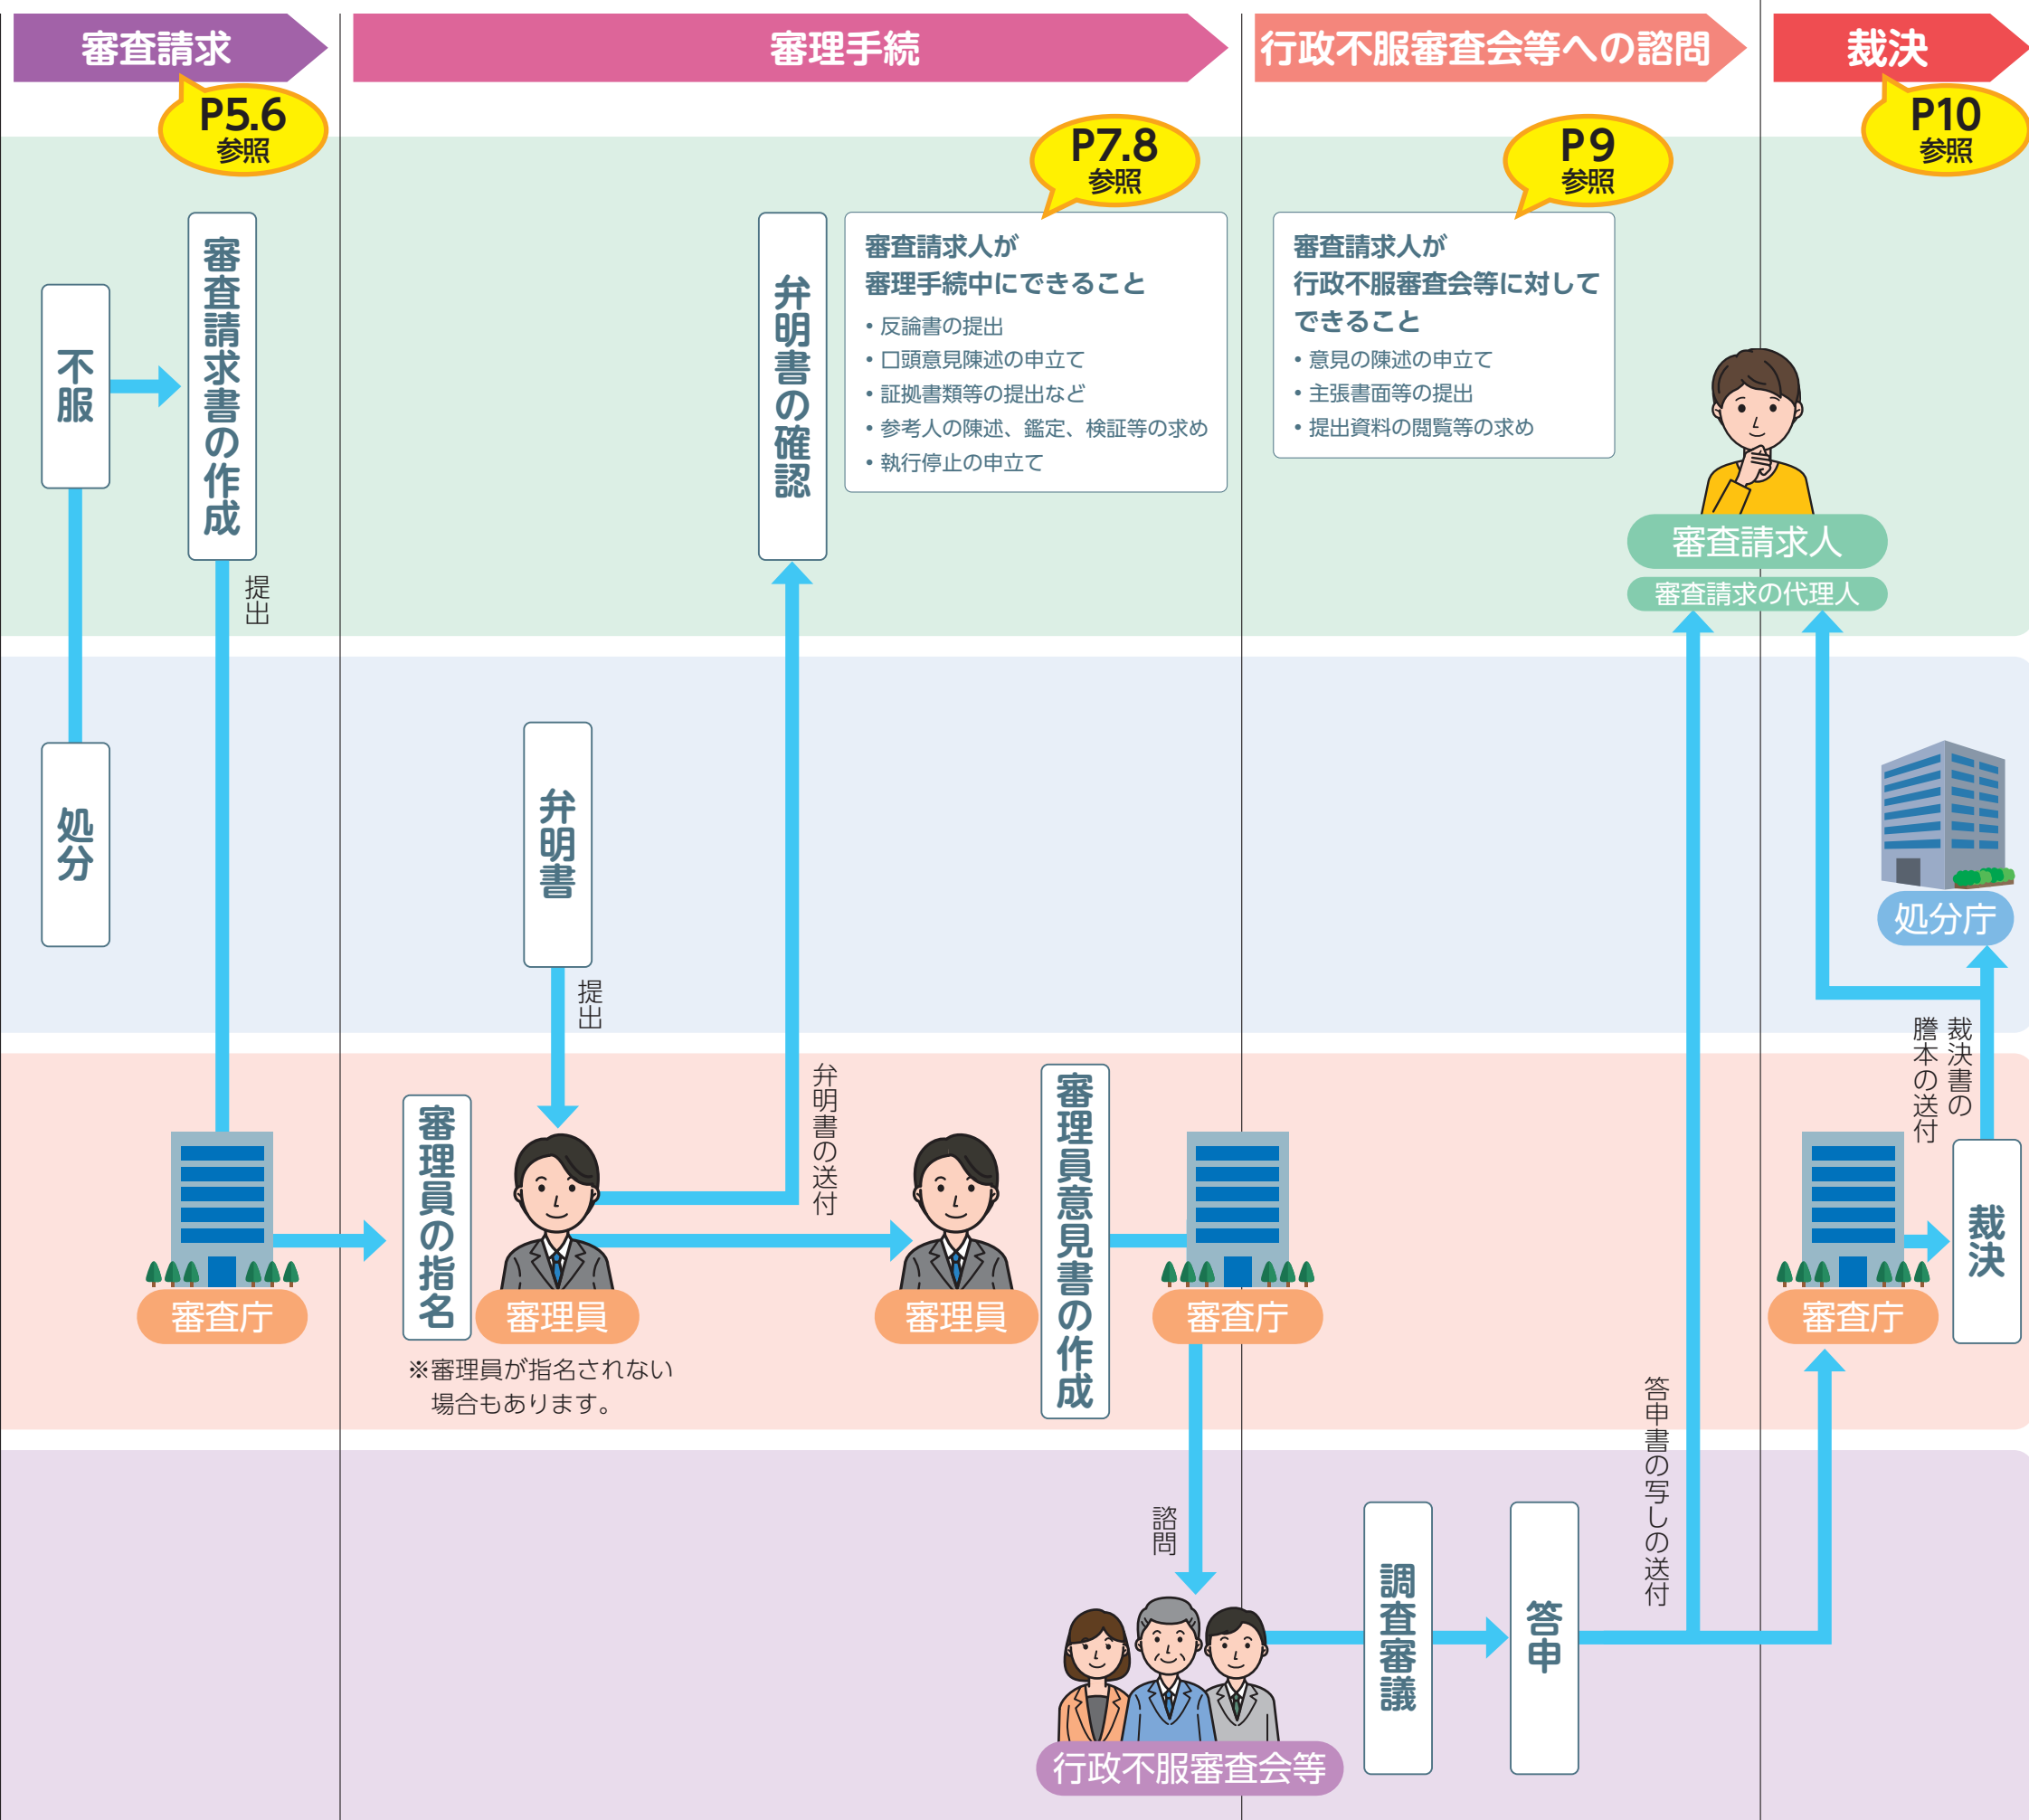 審査請求
審理手続
行政不服審査会等への諮問
裁決
P5.6
参照
P7.8
参照
P9
参照
P10
参照
不服
審査請求書の作成
提出
処分
弁明書の確認
審査請求人が
審理手続中にできること
• 反論書の提出
• 口頭意見陳述の申立て
• 証拠書類等の提出など
• 参考人の陳述、鑑定、検証等の求め
• 執行停止の申立て
審査請求人が
行政不服審査会等に対して
できること
• 意見の陳述の申立て
• 主張書面等の提出
• 提出資料の閲覧等の求め
審査請求人
審査請求の代理人
弁明書
提出
処分庁
裁決書の
謄本の送付
審査庁
審理員の指名
審理員
※審理員が指名されない
場合もあります。
弁明書の送付
審理員
審理員意見書の作成
審査庁
審査庁
裁決
諮問
行政不服審査会等
調査審議
答申
答申書の写しの送付